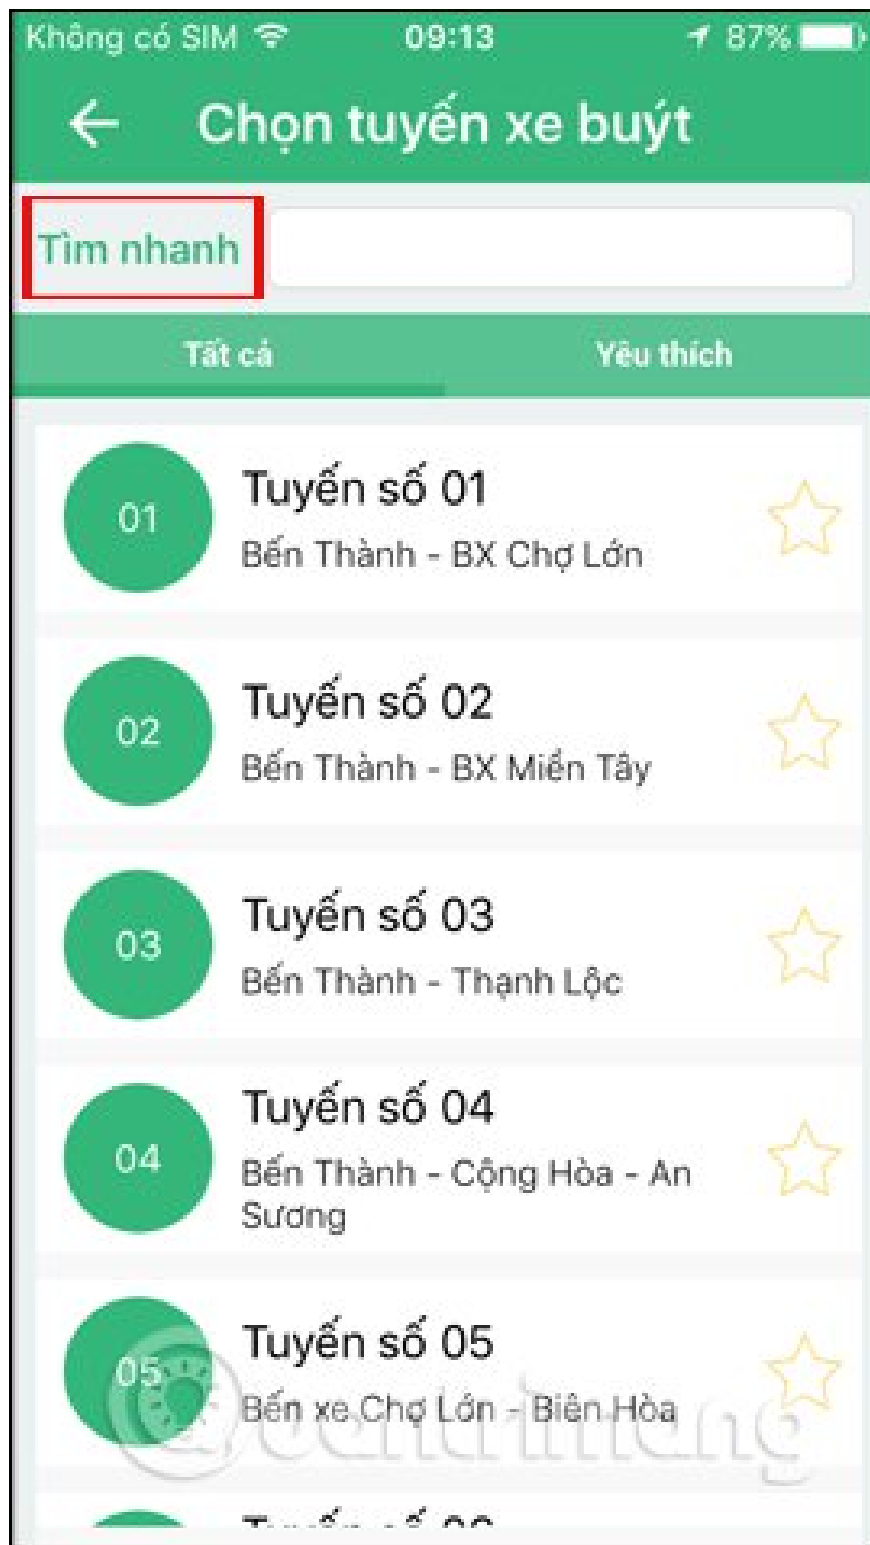 Không có SIM 09:13 87%
Chọn tuyến xe buýt
Tìm nhanh
Tất cả Yêu thích
01 Tuyến số 01
Bến Thành - BX Chợ Lớn
02 Tuyến số 02
Bến Thành - BX Miền Tây
03 Tuyến số 03
Bến Thành - Thạnh Lộc
04 Tuyến số 04
Bến Thành - Cộng Hòa - An
Sương
05 Tuyến số 05
Bến xe Chợ Lớn - Biên Hòa
Quantrimang